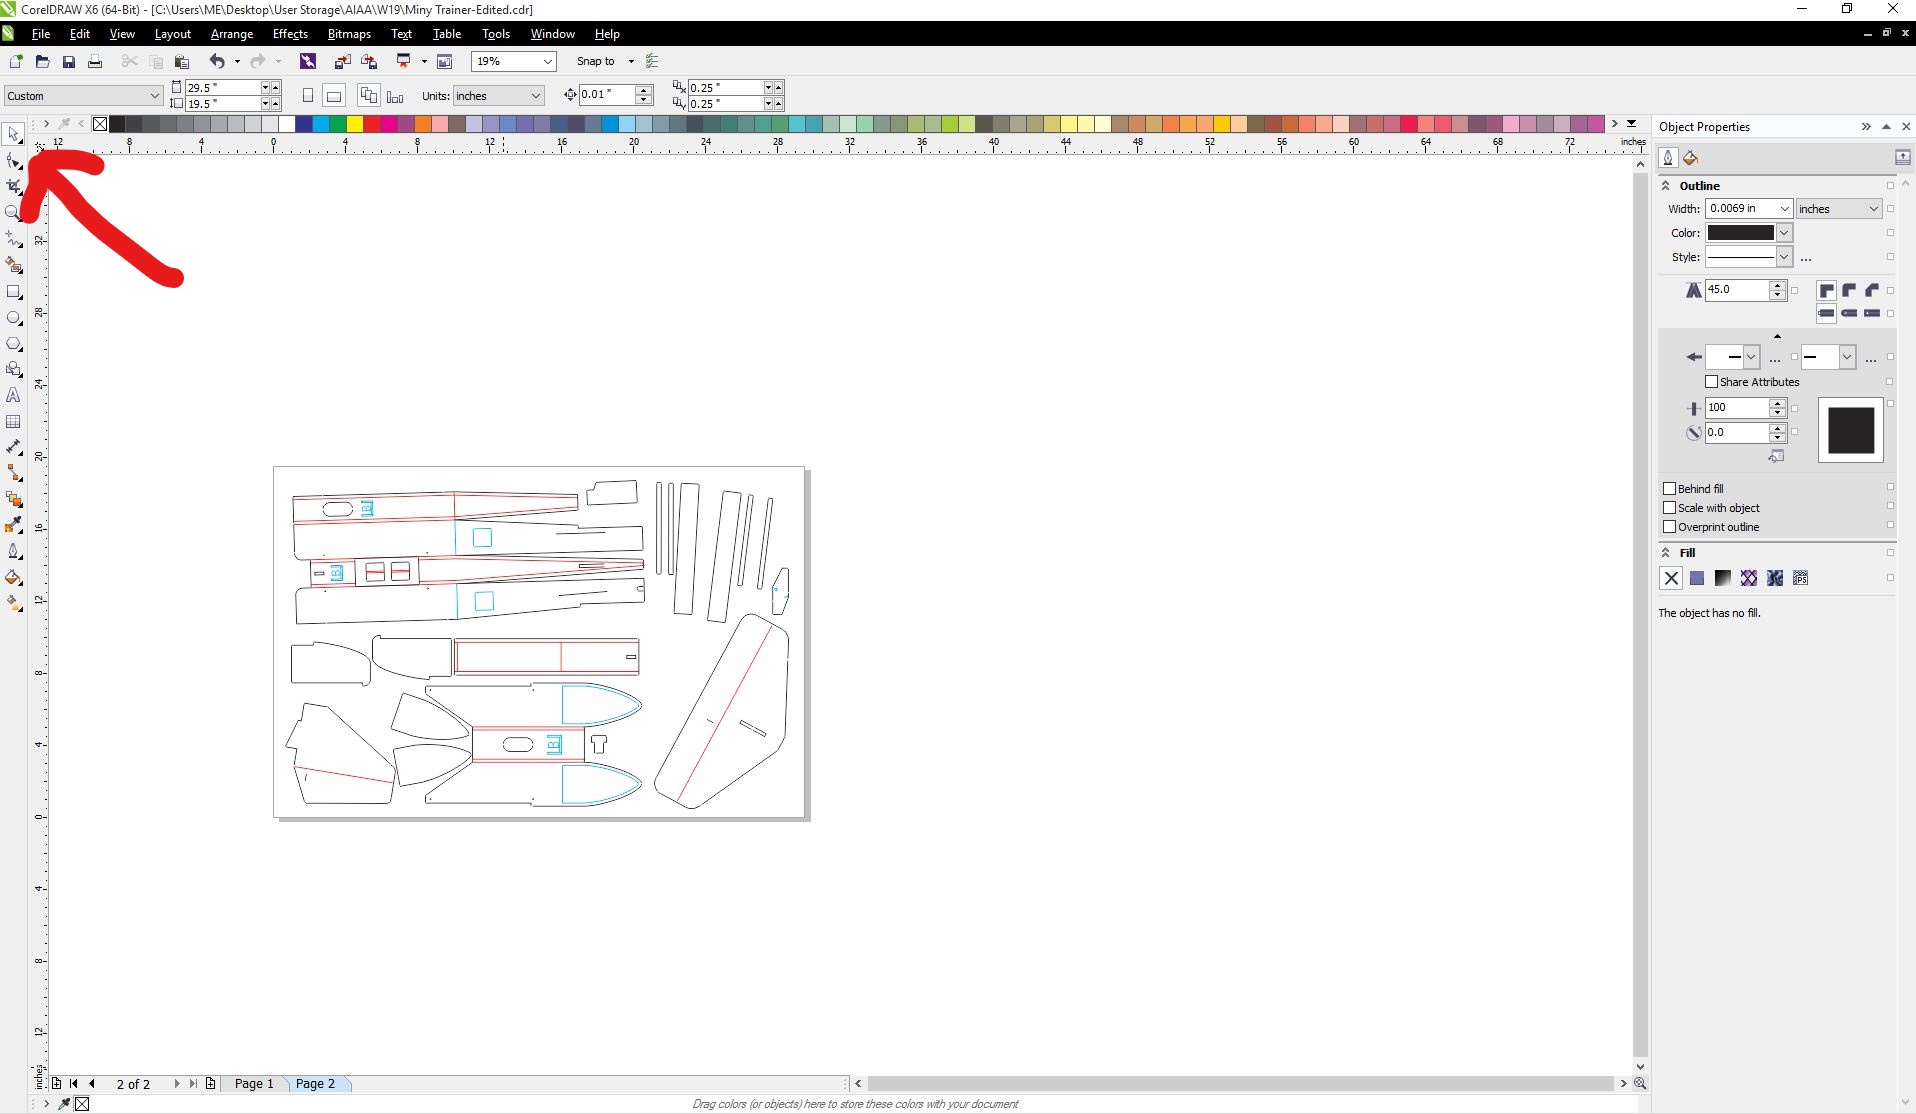 CorelDRAW X6 (64-Bit) - [C:\Users\ME\Desktop\User Storage\AIAA\W19\Miny Trainer-Edited.cdr]
File Edit View Layout Arrange Effects Bitmaps Text Table Tools Window Help
19% Snap to
Custom 29.5 " 19.5 " Units: inches 0.01 " 0.25 " 0.25 "
12 8 4 0 4 8 12 16 20 24 28 32 36 40 44 48 52 56 60 64 68 72 inches
32
28
24
20
16
12
8
4
0
4
8
12
inches
Object Properties
Outline
Width: 0.0069 in inches
Color:
Style:
45.0
Share Attributes
100
0.0
Behind fill
Scale with object
Overprint outline
Fill
PS
The object has no fill.
2 of 2 Page 1 Page 2
Drag colors (or objects) here to store these colors with your document